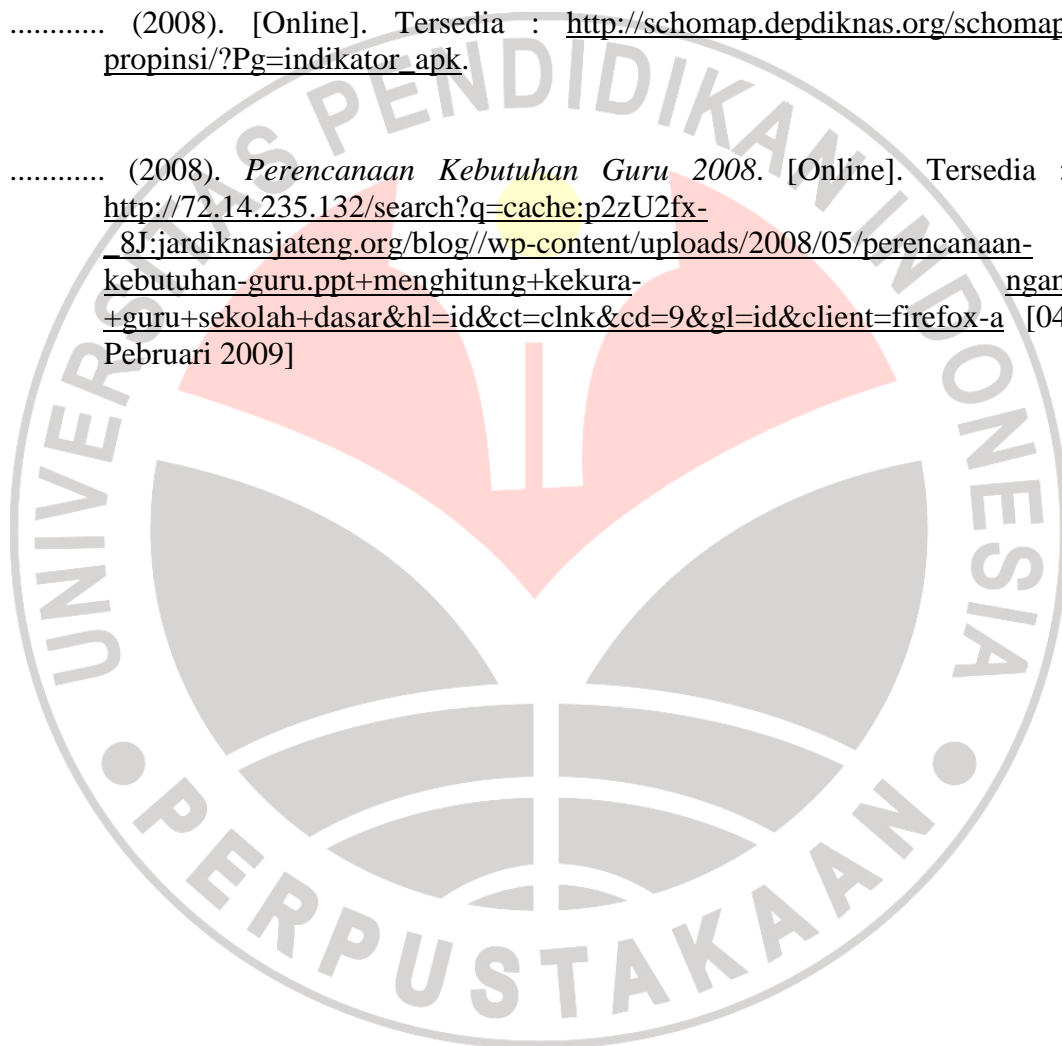 ............ (2008). [Online]. Tersedia : http://schomap.depdiknas.org/schomap
propinsi/?Pg=indikator_apk.
............ (2008). Perencanaan Kebutuhan Guru 2008. [Online]. Tersedia :
http://72.14.235.132/search?q=cache:p2zU2fx-
_8J:jardiknasjateng.org/blog//wp-content/uploads/2008/05/perencanaan-
kebutuhan-guru.ppt+menghitung+kekura- ngan
+guru+sekolah+dasar&hl=id&ct=clnk&cd=9&gl=id&client=firefox-a [04
Pebruari 2009]
UNIVERSITAS PENDIDIKAN INDONESIA
PERPUSTAKAAN